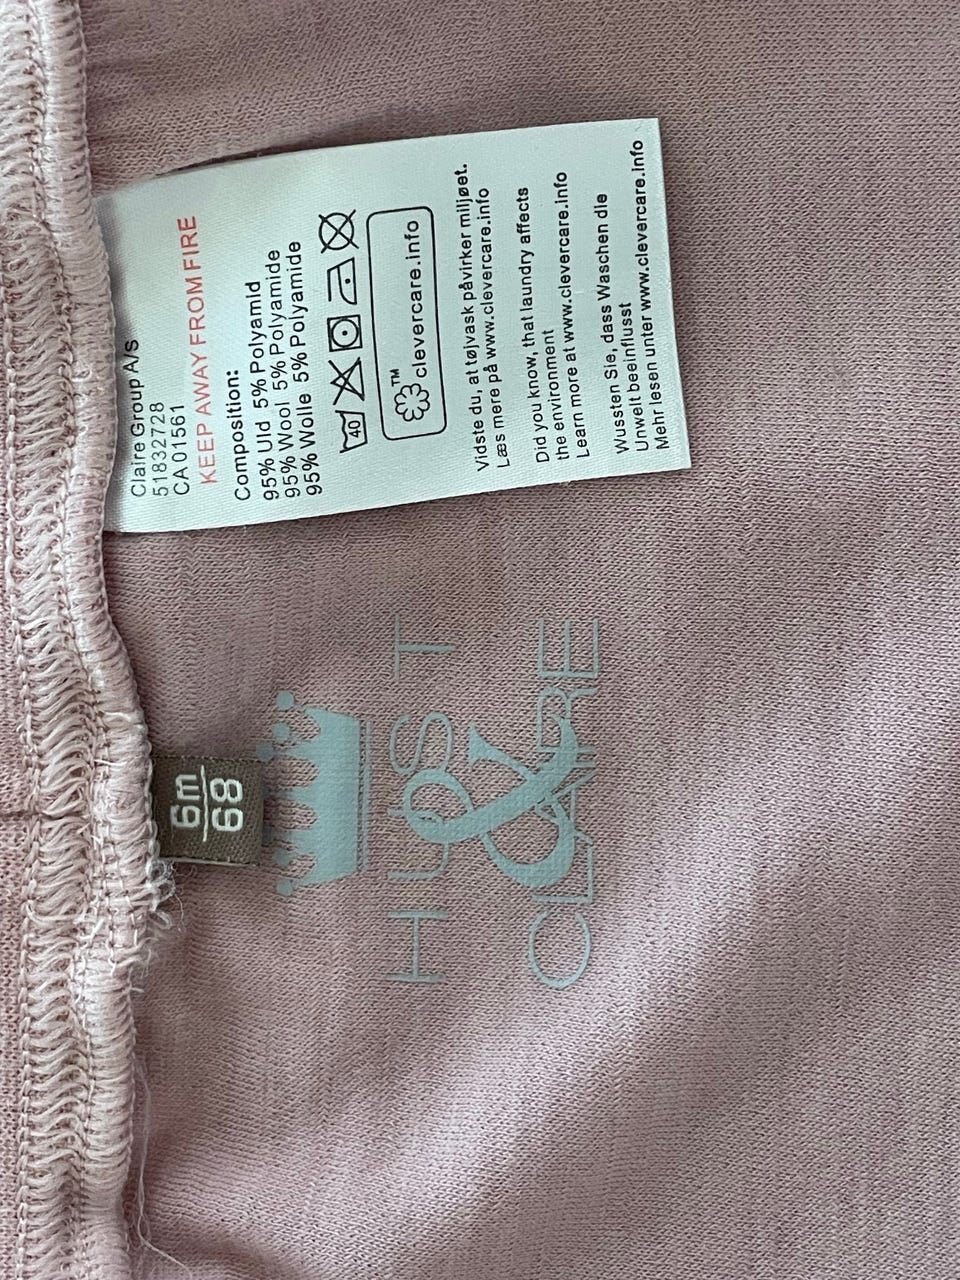 Claire Group A/S
51832728
CA 01561
KEEP AWAY FROM FIRE
Composition:
95% Uld 5% Polyamid
95% Wool 5% Polyamide
95% Wolle 5% Polyamide
40
TM
clevercare.info
Vidste du, at tøjvask påvirker miljøet.
Læs mere på www.clevercare.info
Did you know, that laundry affects
the environment
Learn more at www.clevercare.info
Wussten Sie, dass Waschen die
Unwelt beeinflusst
Mehr lesen unter www.clevercare.info
6m
68
HUST
&
CLAIRE